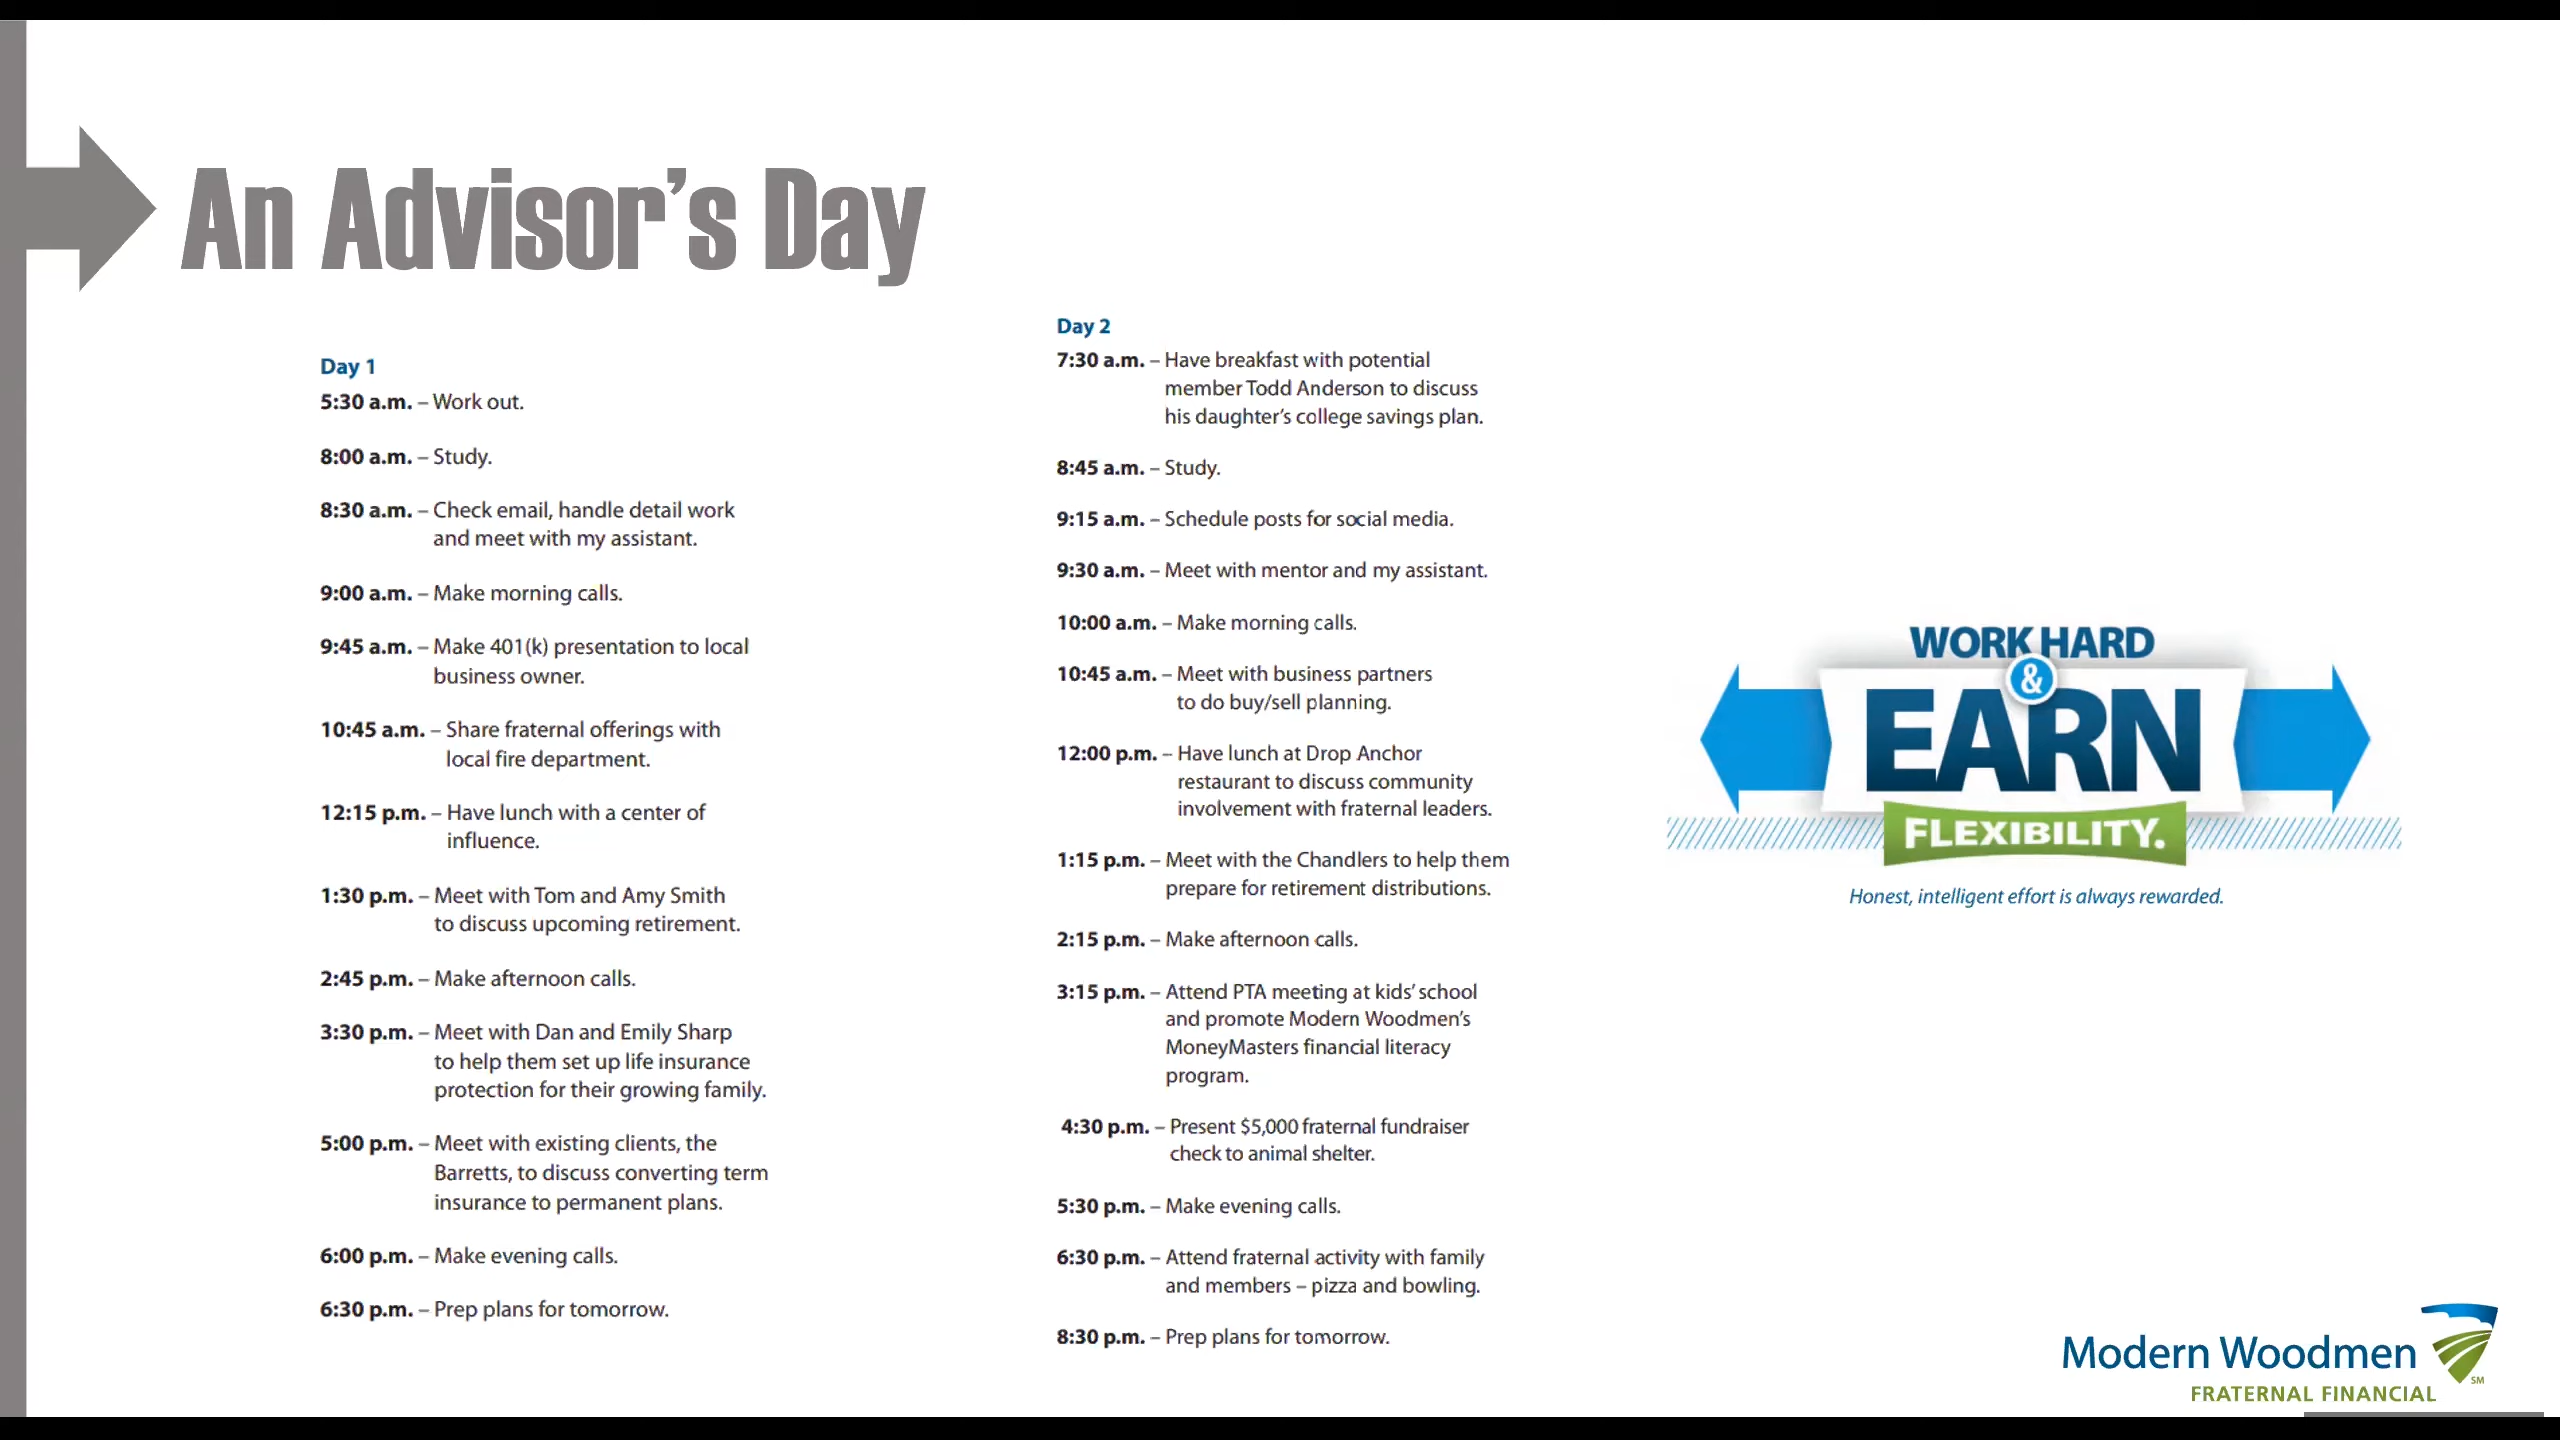 An Advisor's Day
Day 1
5:30 a.m. – Work out.
8:00 a.m. – Study.
8:30 a.m. – Check email, handle detail work
and meet with my assistant.
9:00 a.m. – Make morning calls.
9:45 a.m. – Make 401(k) presentation to local
business owner.
10:45 a.m. – Share fraternal offerings with
local fire department.
12:15 p.m. – Have lunch with a center of
influence.
1:30 p.m. – Meet with Tom and Amy Smith
to discuss upcoming retirement.
2:45 p.m. – Make afternoon calls.
3:30 p.m. – Meet with Dan and Emily Sharp
to help them set up life insurance
protection for their growing family.
5:00 p.m. – Meet with existing clients, the
Barretts, to discuss converting term
insurance to permanent plans.
6:00 p.m. – Make evening calls.
6:30 p.m. – Prep plans for tomorrow.
Day 2
7:30 a.m. – Have breakfast with potential
member Todd Anderson to discuss
his daughter's college savings plan.
8:45 a.m. – Study.
9:15 a.m. – Schedule posts for social media.
9:30 a.m. – Meet with mentor and my assistant.
10:00 a.m. – Make morning calls.
10:45 a.m. – Meet with business partners
to do buy/sell planning.
12:00 p.m. – Have lunch at Drop Anchor
restaurant to discuss community
involvement with fraternal leaders.
1:15 p.m. – Meet with the Chandlers to help them
prepare for retirement distributions.
2:15 p.m. – Make afternoon calls.
3:15 p.m. – Attend PTA meeting at kids' school
and promote Modern Woodmen's
MoneyMasters financial literacy
program.
4:30 p.m. – Present $5,000 fraternal fundraiser
check to animal shelter.
5:30 p.m. – Make evening calls.
6:30 p.m. – Attend fraternal activity with family
and members – pizza and bowling.
8:30 p.m. – Prep plans for tomorrow.
WORK HARD
&
EARN
FLEXIBILITY.
Honest, intelligent effort is always rewarded.
Modern Woodmen
SM
FRATERNAL FINANCIAL